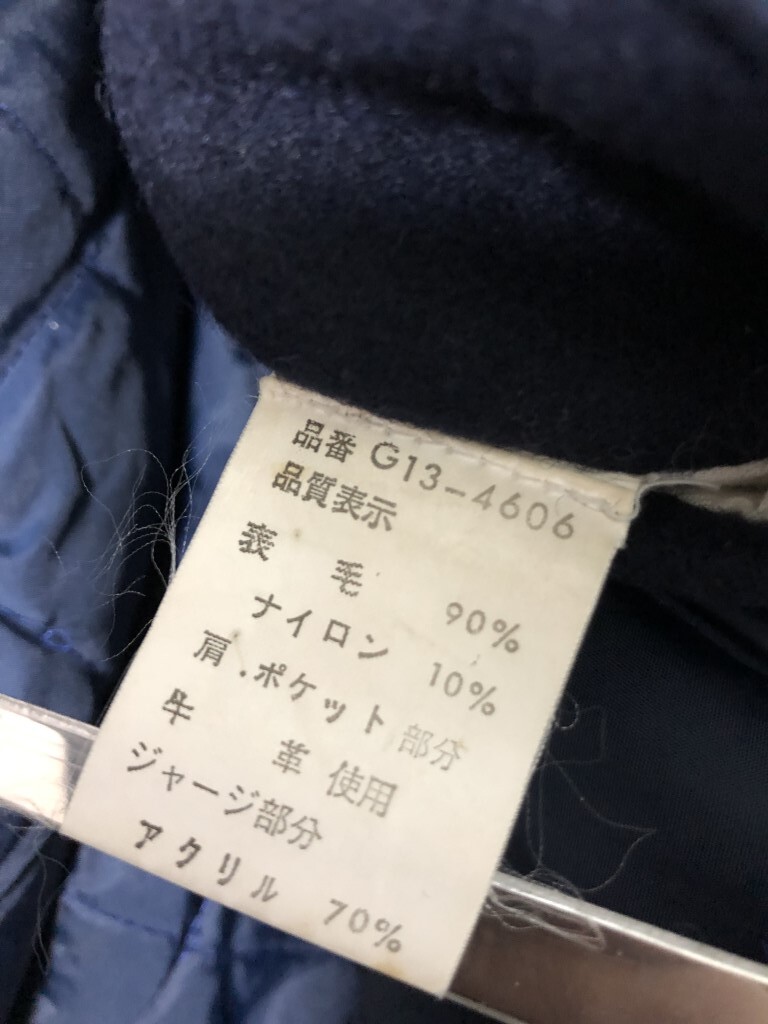 品番 G13-4606
品質表示
表 毛 90%
ナイロン 10%
肩.ポケット部分
牛 革使用
ジャージ部分
アクリル 70%